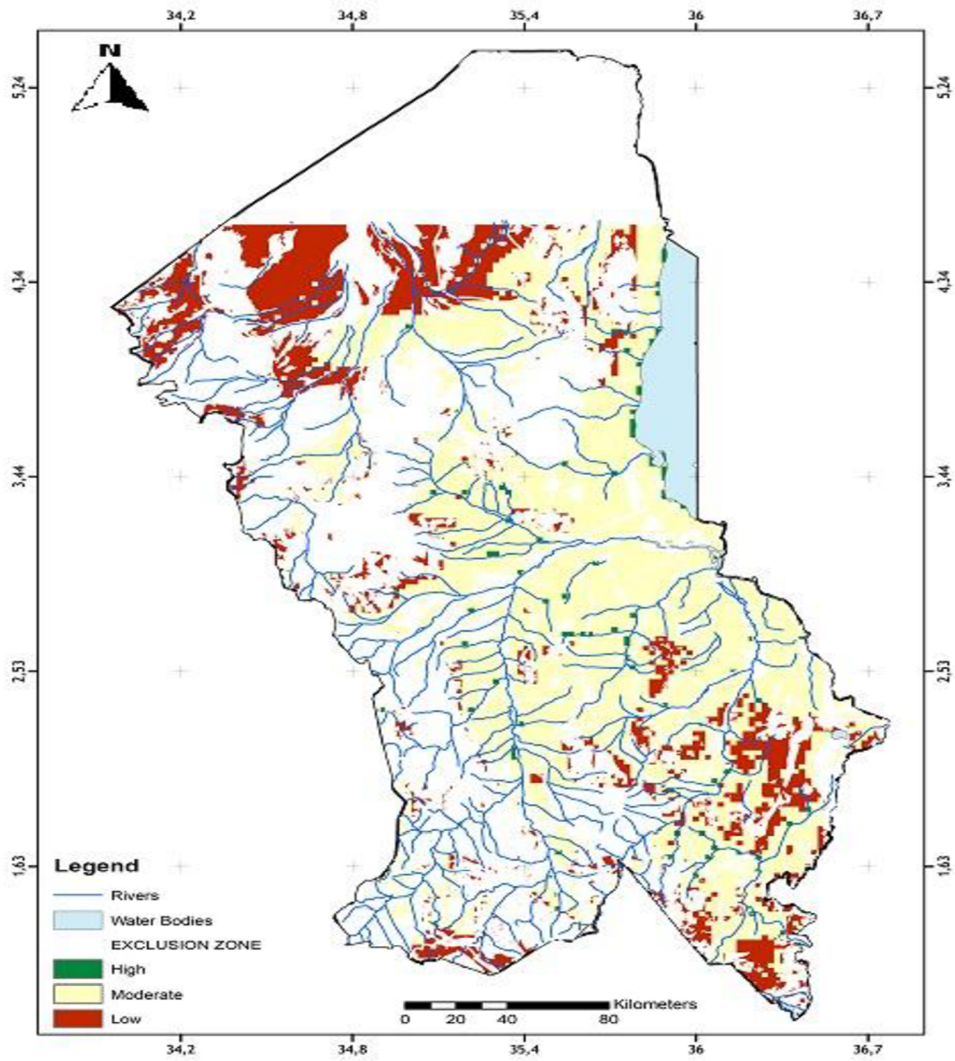 34,2 34,8 35,4 36 36,7
N
5,24 5,24
4,34 4,34
3,44 3,44
2,53 2,53
1,63 1,63
Legend
Rivers
Water Bodies
EXCLUSION ZONE
High
Moderate
Low
Kilometers
0 20 40 80
34,2 34,8 35,4 36 36,7